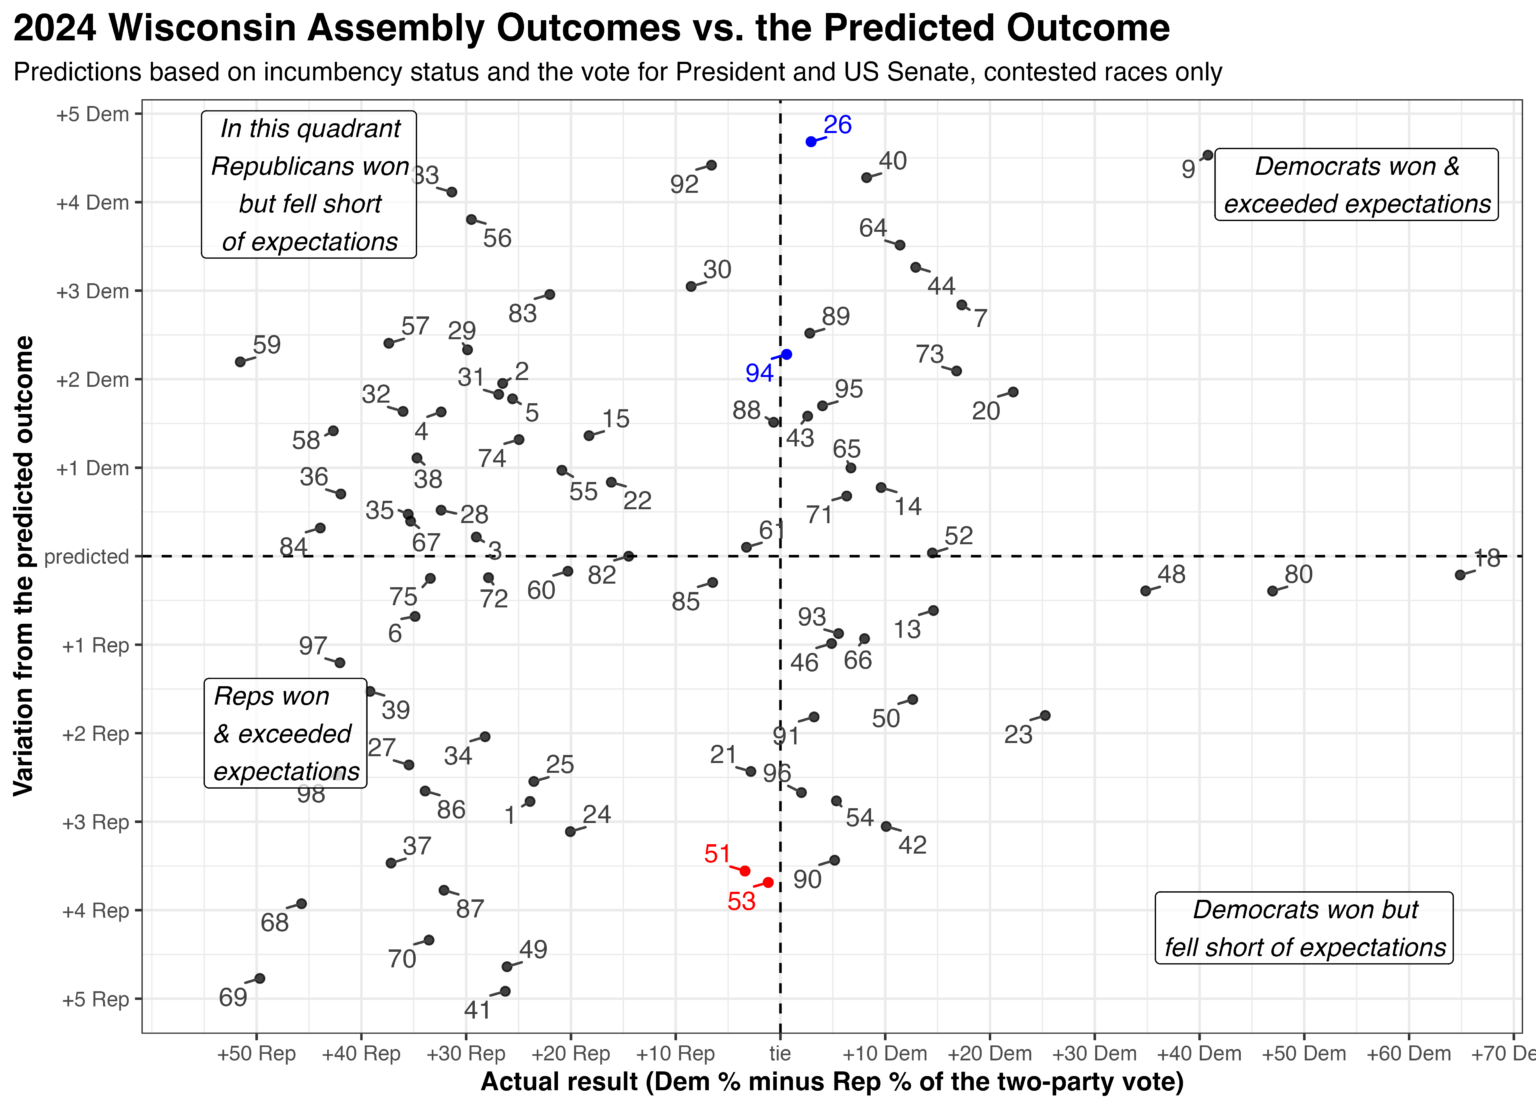 2024 Wisconsin Assembly Outcomes vs. the Predicted Outcome
Predictions based on incumbency status and the vote for President and US Senate, contested races only
Variation from the predicted outcome
+5 Dem
+4 Dem
+3 Dem
+2 Dem
+1 Dem
predicted
+1 Rep
+2 Rep
+3 Rep
+4 Rep
+5 Rep
In this quadrant
Republicans won
but fell short
of expectations
Democrats won &
exceeded expectations
Reps won
& exceeded
expectations
Democrats won but
fell short of expectations
26
40
9
33
92
56
64
30
44
83
7
89
57
29
59
94
73
2
31
95
20
32
5
88
15
4
43
58
74
65
36
38
55
22
14
35
28
71
61
52
84
67
3
82
18
48
80
75
72
60
85
6
93
13
46
66
97
39
50
91
23
27
34
21
96
25
98
86
1
24
54
42
37
51
90
53
68
87
70
49
69
41
+50 Rep
+40 Rep
+30 Rep
+20 Rep
+10 Rep
tie
+10 Dem
+20 Dem
+30 Dem
+40 Dem
+50 Dem
+60 Dem
+70 De
Actual result (Dem % minus Rep % of the two-party vote)